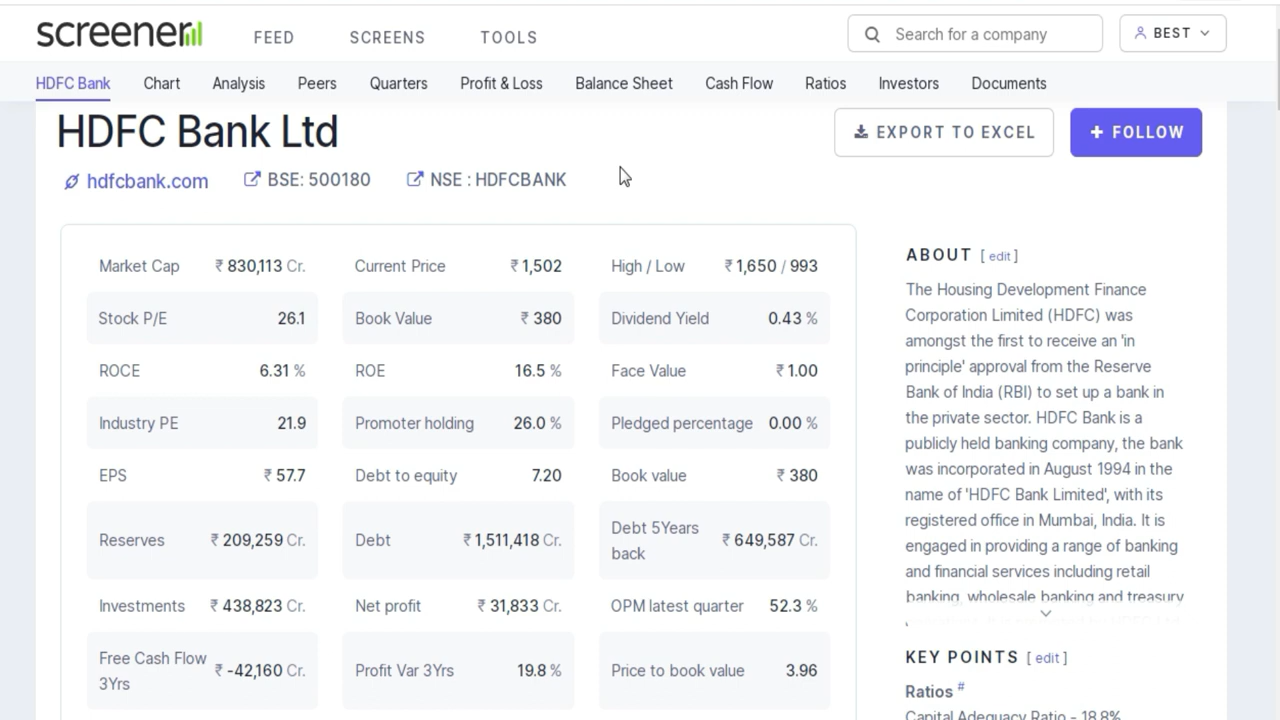 screener
FEED SCREENS TOOLS
Search for a company
BEST
HDFC Bank Chart Analysis Peers Quarters Profit & Loss Balance Sheet Cash Flow Ratios Investors Documents
HDFC Bank Ltd
EXPORT TO EXCEL
+ FOLLOW
hdfcbank.com BSE: 500180 NSE : HDFCBANK
Market Cap ₹ 830,113 Cr. Current Price ₹ 1,502 High / Low ₹ 1,650 / 993
Stock P/E 26.1 Book Value ₹ 380 Dividend Yield 0.43 %
ROCE 6.31 % ROE 16.5 % Face Value ₹ 1.00
Industry PE 21.9 Promoter holding 26.0 % Pledged percentage 0.00 %
EPS ₹ 57.7 Debt to equity 7.20 Book value ₹ 380
Reserves ₹ 209,259 Cr. Debt ₹ 1,511,418 Cr. Debt 5Years back ₹ 649,587 Cr.
Investments ₹ 438,823 Cr. Net profit ₹ 31,833 Cr. OPM latest quarter 52.3 %
Free Cash Flow 3Yrs ₹ -42,160 Cr. Profit Var 3Yrs 19.8 % Price to book value 3.96
ABOUT [ edit ]
The Housing Development Finance
Corporation Limited (HDFC) was
amongst the first to receive an 'in
principle' approval from the Reserve
Bank of India (RBI) to set up a bank in
the private sector. HDFC Bank is a
publicly held banking company, the bank
was incorporated in August 1994 in the
name of 'HDFC Bank Limited', with its
registered office in Mumbai, India. It is
engaged in providing a range of banking
and financial services including retail
banking, wholesale banking and treasury
KEY POINTS [ edit ]
Ratios #
Capital Adequacy Ratio - 18.8%